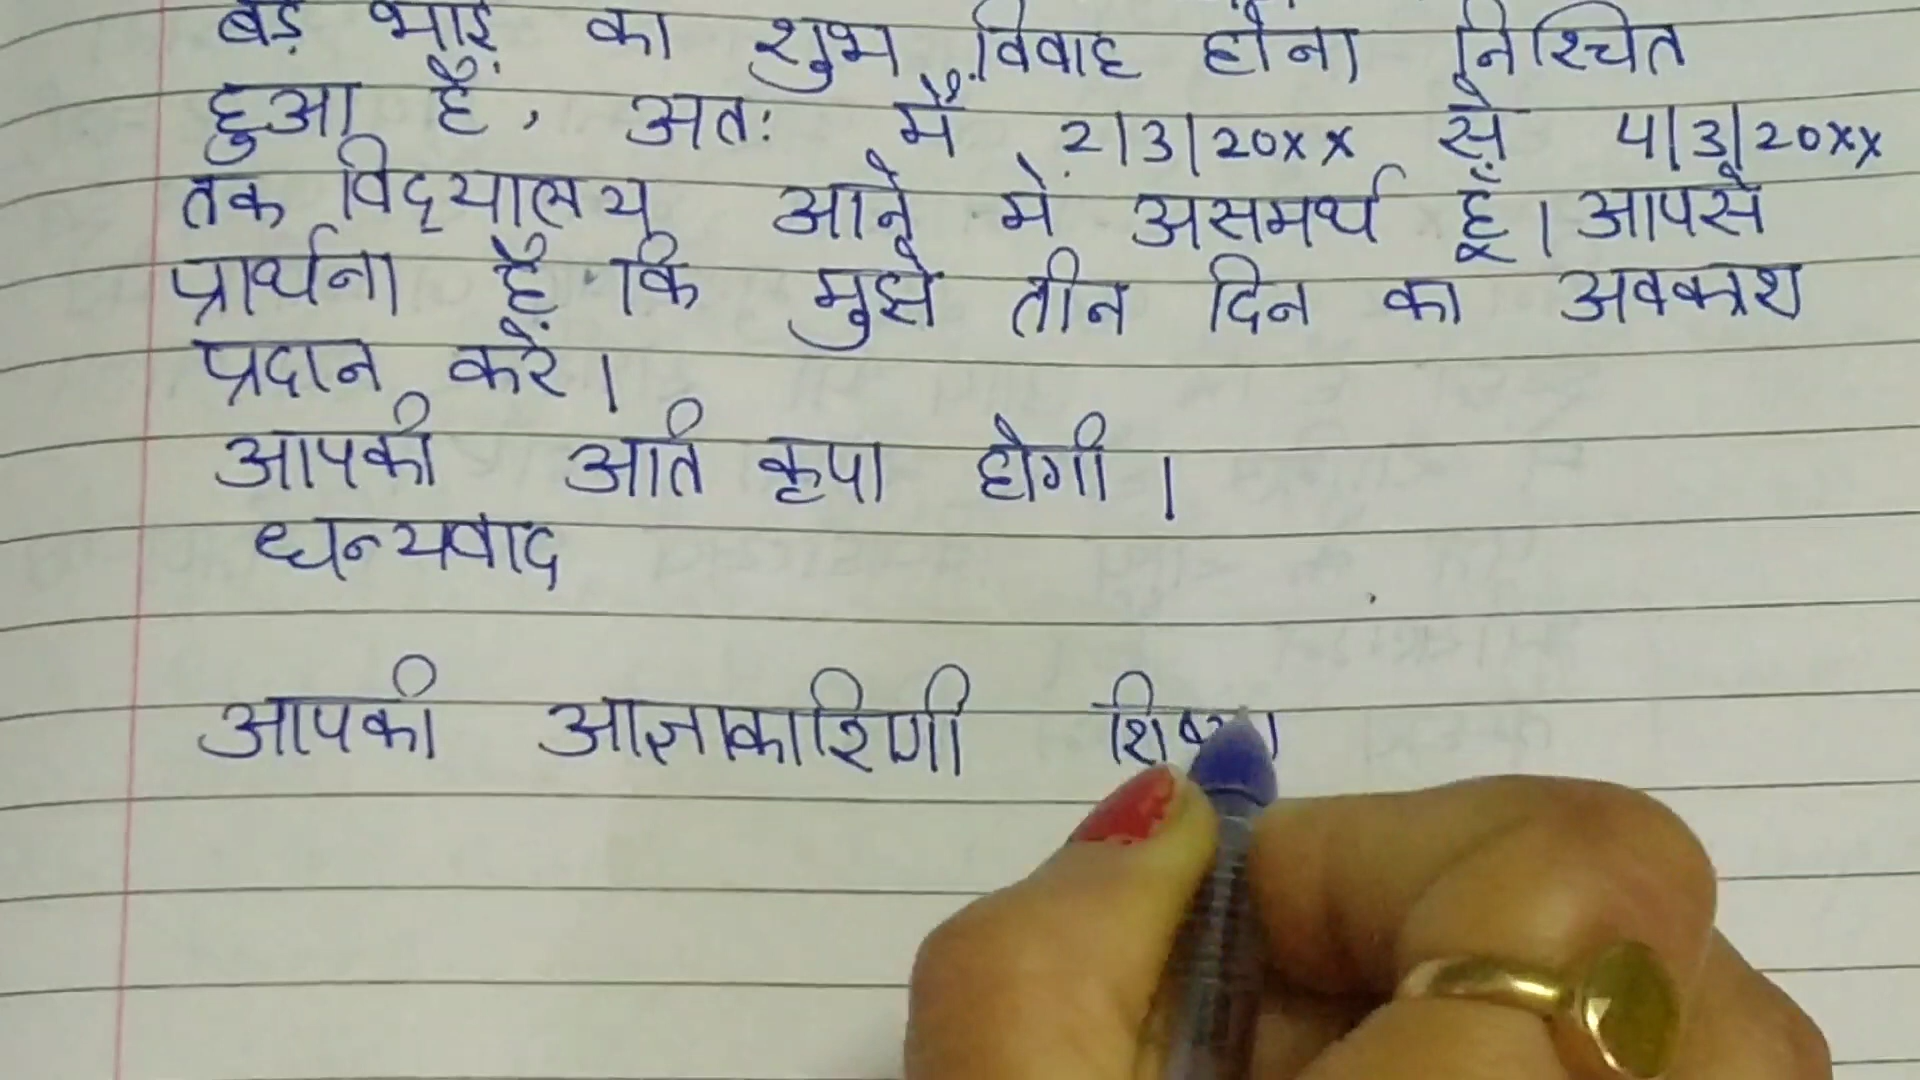 बड़े भाई का शुभ विवाह होना निश्चित
हुआ है, अतः मैं 2/3/20xx से 4/3/20xx
तक विद्यालय आने में असमर्थ हूँ। आपसे
प्रार्थना है कि मुझे तीन दिन का अवकाश
प्रदान करें।
आपकी अति कृपा होगी।
धन्यवाद
आपकी आज्ञाकारिणी शिष्या